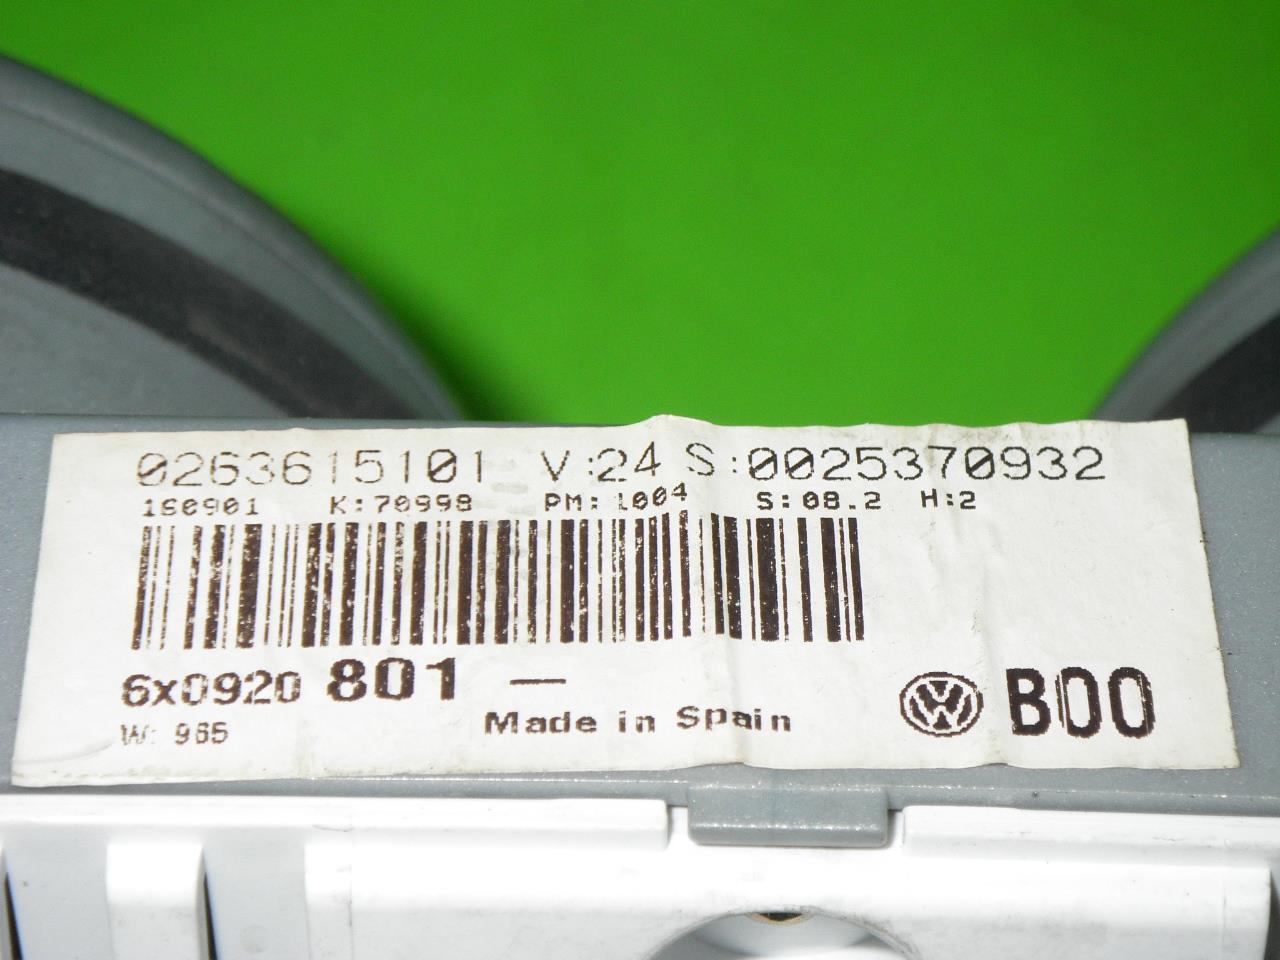 0263615101 V:24 S:0025370932
160901 K:70998 PM:1004 S:08.2 H:2
6x0920 801 —
W: 965 Made in Spain B00